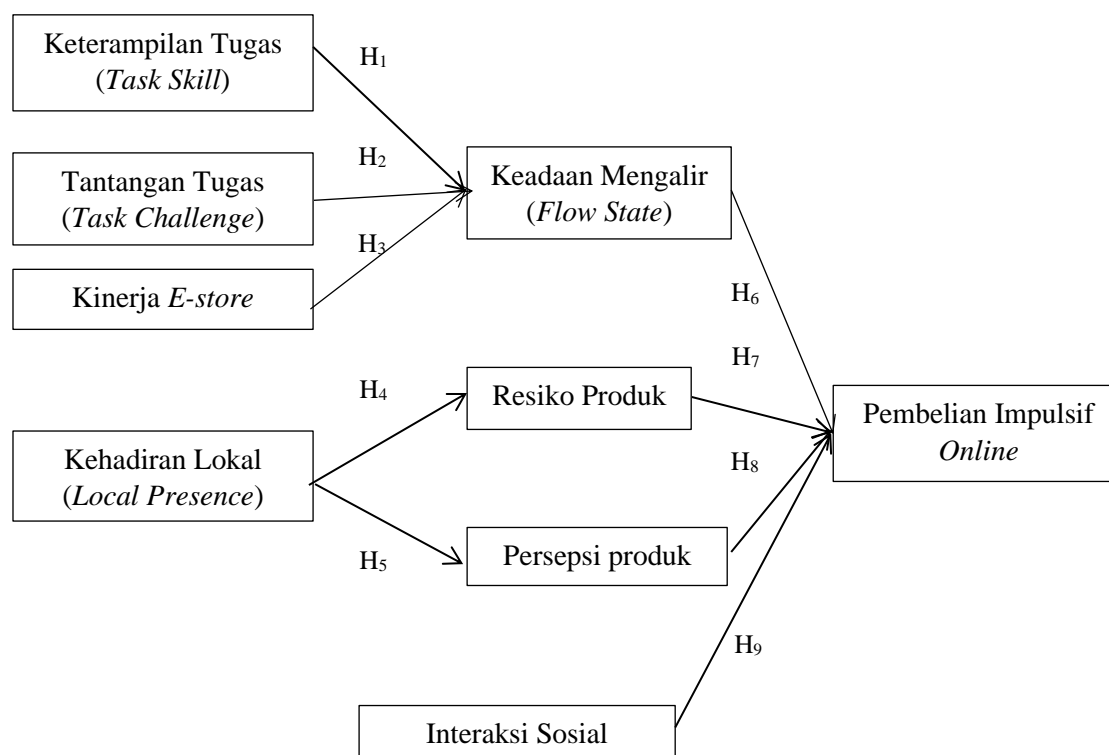 Keterampilan Tugas
(Task Skill)
H₁
Tantangan Tugas
(Task Challenge)
H₂
Keadaan Mengalir
(Flow State)
H₃
Kinerja E-store
H₆
H₇
H₄
Resiko Produk
Pembelian Impulsif
Online
Kehadiran Lokal
(Local Presence)
H₈
H₅
Persepsi produk
H₉
Interaksi Sosial